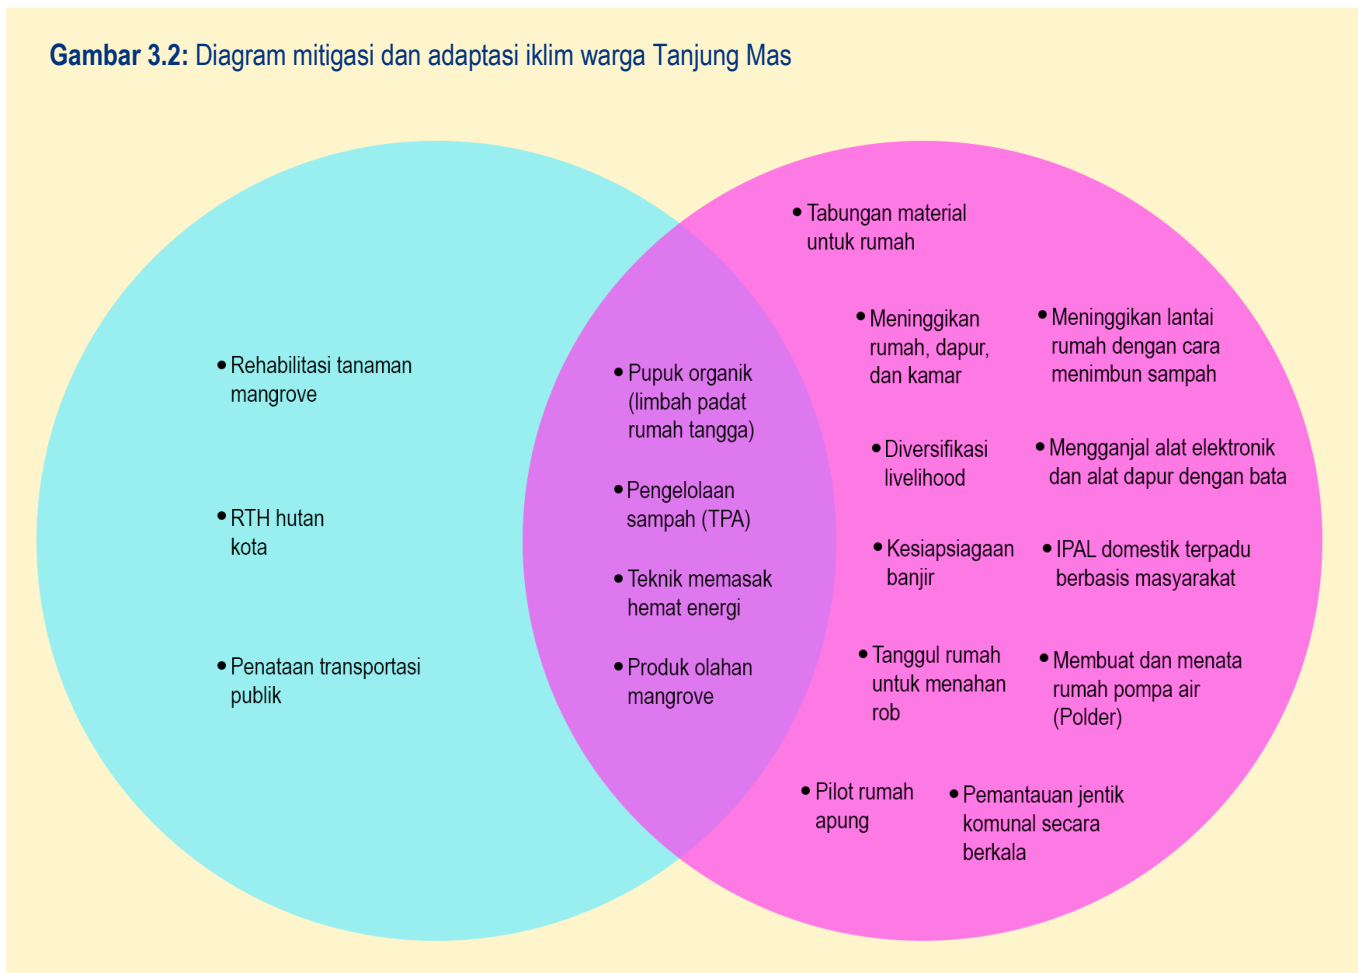 Gambar 3.2: Diagram mitigasi dan adaptasi iklim warga Tanjung Mas
• Rehabilitasi tanaman
mangrove
• RTH hutan
kota
• Penataan transportasi
publik
• Pupuk organik
(limbah padat
rumah tangga)
• Pengelolaan
sampah (TPA)
• Teknik memasak
hemat energi
• Produk olahan
mangrove
• Tabungan material
untuk rumah
• Meninggikan
rumah, dapur,
dan kamar
• Meninggikan lantai
rumah dengan cara
menimbun sampah
• Diversifikasi
livelihood
• Mengganjal alat elektronik
dan alat dapur dengan bata
• Kesiapsiagaan
banjir
• IPAL domestik terpadu
berbasis masyarakat
• Tanggul rumah
untuk menahan
rob
• Membuat dan menata
rumah pompa air
(Polder)
• Pilot rumah
apung
• Pemantauan jentik
komunal secara
berkala